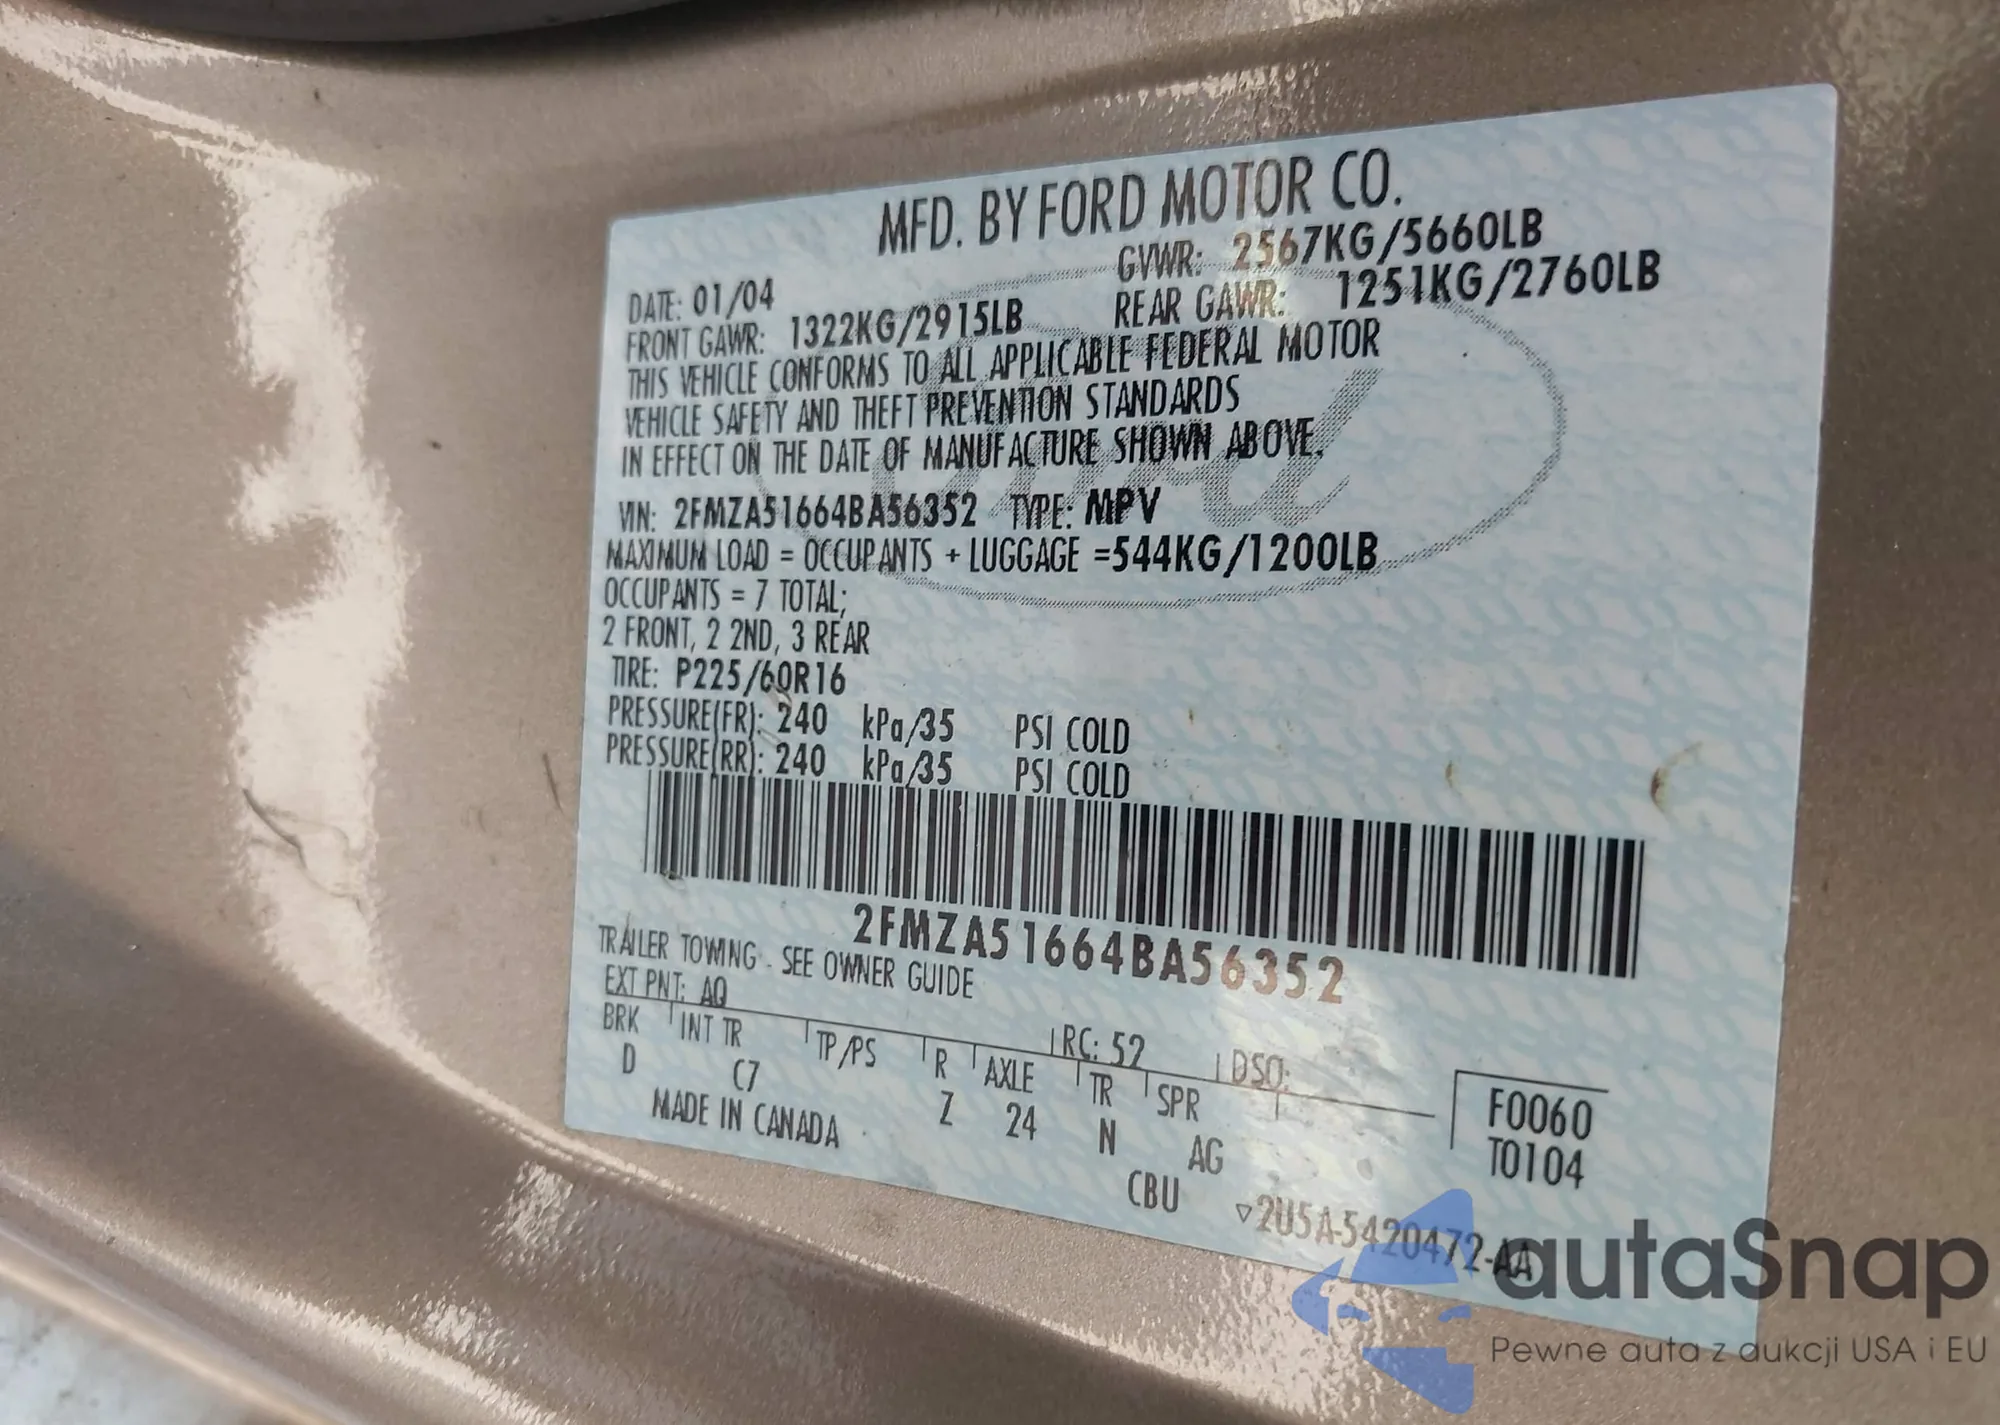 MFD. BY FORD MOTOR CO.
DATE: 01/04 GVWR: 2567KG/5660LB
FRONT GAWR: 1322KG/2915LB REAR GAWR: 1251KG/2760LB
THIS VEHICLE CONFORMS TO ALL APPLICABLE FEDERAL MOTOR
VEHICLE SAFETY AND THEFT PREVENTION STANDARDS
IN EFFECT ON THE DATE OF MANUFACTURE SHOWN ABOVE.
VIN: 2FMZA51664BA56352 TYPE: MPV
MAXIMUM LOAD = OCCUPANTS + LUGGAGE =544KG/1200LB
OCCUPANTS = 7 TOTAL;
2 FRONT, 2 2ND, 3 REAR
TIRE: P225/60R16
PRESSURE(FR): 240 kPa/35 PSI COLD
PRESSURE(RR): 240 kPa/35 PSI COLD
2FMZA51664BA56352
TRAILER TOWING - SEE OWNER GUIDE
EXT PNT: AQ RC: 52 DSO:
BRK INT TR TP/PS R AXLE TR SPR
D C7 Z 24 N AG
F0060
T0104
MADE IN CANADA
CBU
▽2U5A-5420472-AA
autaSnap
Pewne auta z aukcji USA i EU